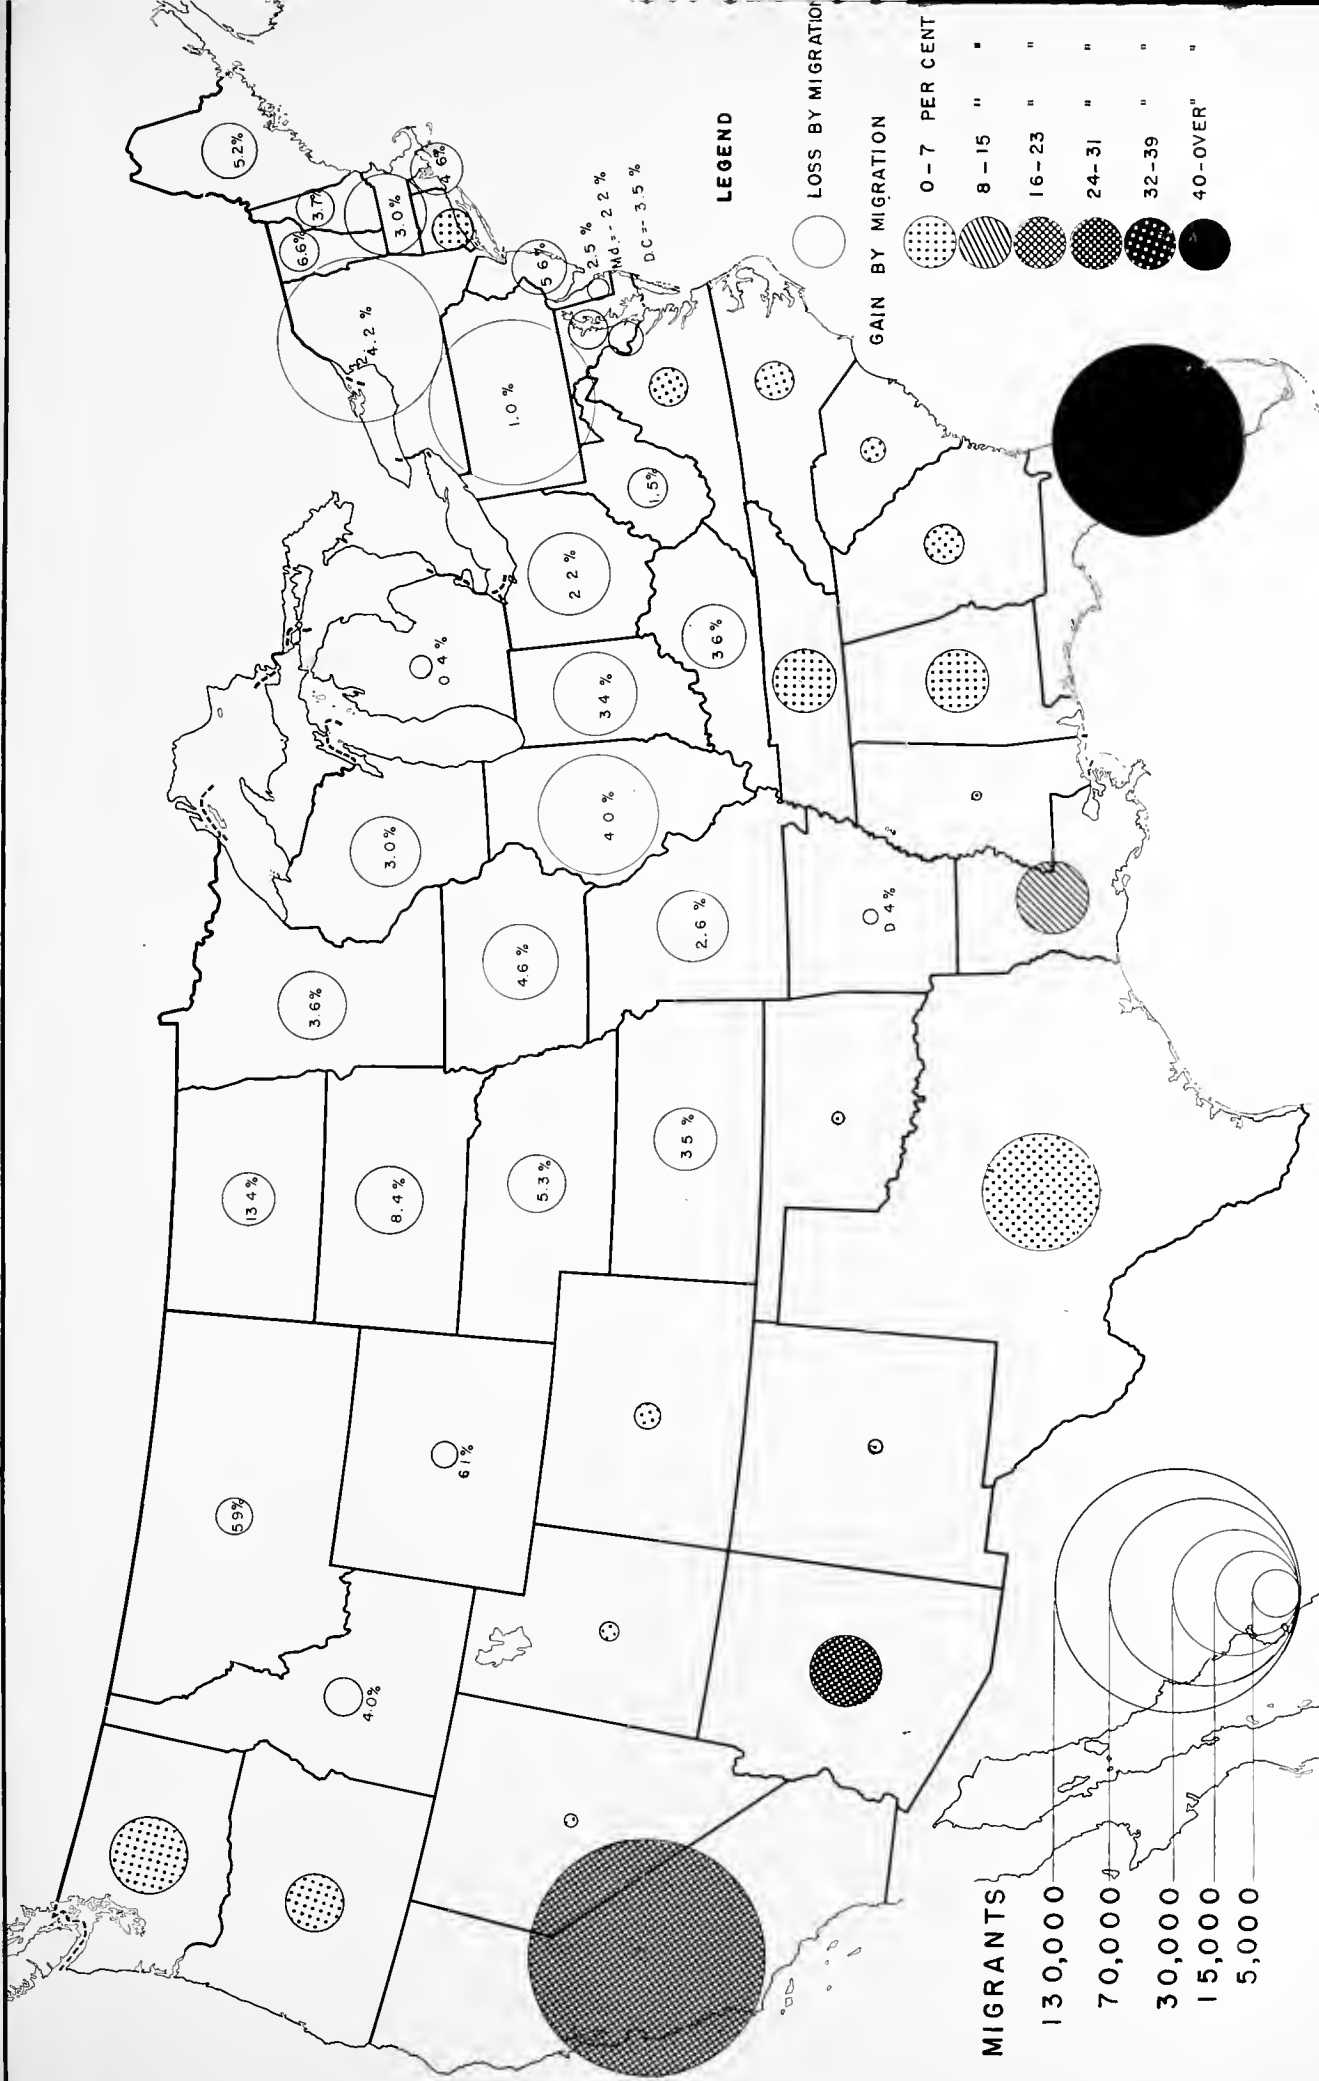 5.2%
3.7%
6.6%
3.0%
4.6%
4.2%
5.6%
2.5%
Md.=-2.2%
D.C=-3.5%
1.0%
1.5%
2 2%
0 4%
3 4%
3 6%
4 0%
3.0%
3.6%
4.6%
2.6%
0 4%
13 4%
8.4%
5.3%
3 5%
5 9%
6 1%
4.0%
LEGEND
LOSS BY MIGRATION
GAIN BY MIGRATION
0-7 PER CENT
8-15 " "
16-23 " "
24-31 " "
32-39 " "
40-OVER " "
MIGRANTS
130,000
70,000
30,000
15,000
5,000